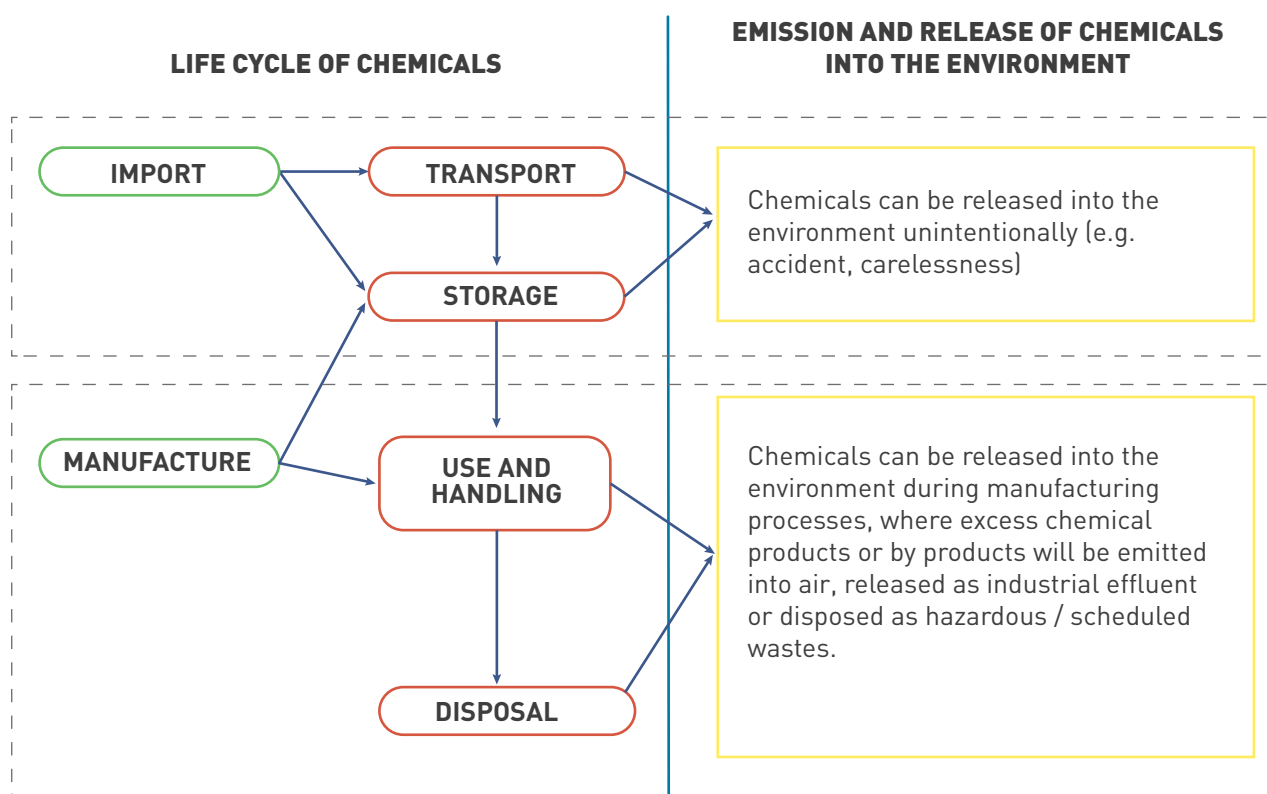 LIFE CYCLE OF CHEMICALS
EMISSION AND RELEASE OF CHEMICALS
INTO THE ENVIRONMENT
IMPORT
TRANSPORT
STORAGE
Chemicals can be released into the
environment unintentionally (e.g.
accident, carelessness)
MANUFACTURE
USE AND
HANDLING
DISPOSAL
Chemicals can be released into the
environment during manufacturing
processes, where excess chemical
products or by products will be emitted
into air, released as industrial effluent
or disposed as hazardous / scheduled
wastes.